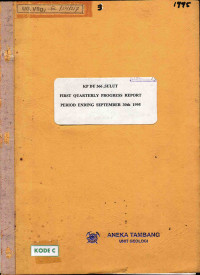 9
1995
KP DU 366 JULUT
FIRST QUARTERLY PROGRESS REPORT
PERIOD ENDING SEPTEMBER 30th 1995
ANEKA TAMBANG
UNIT GEOLOGI
KODE C